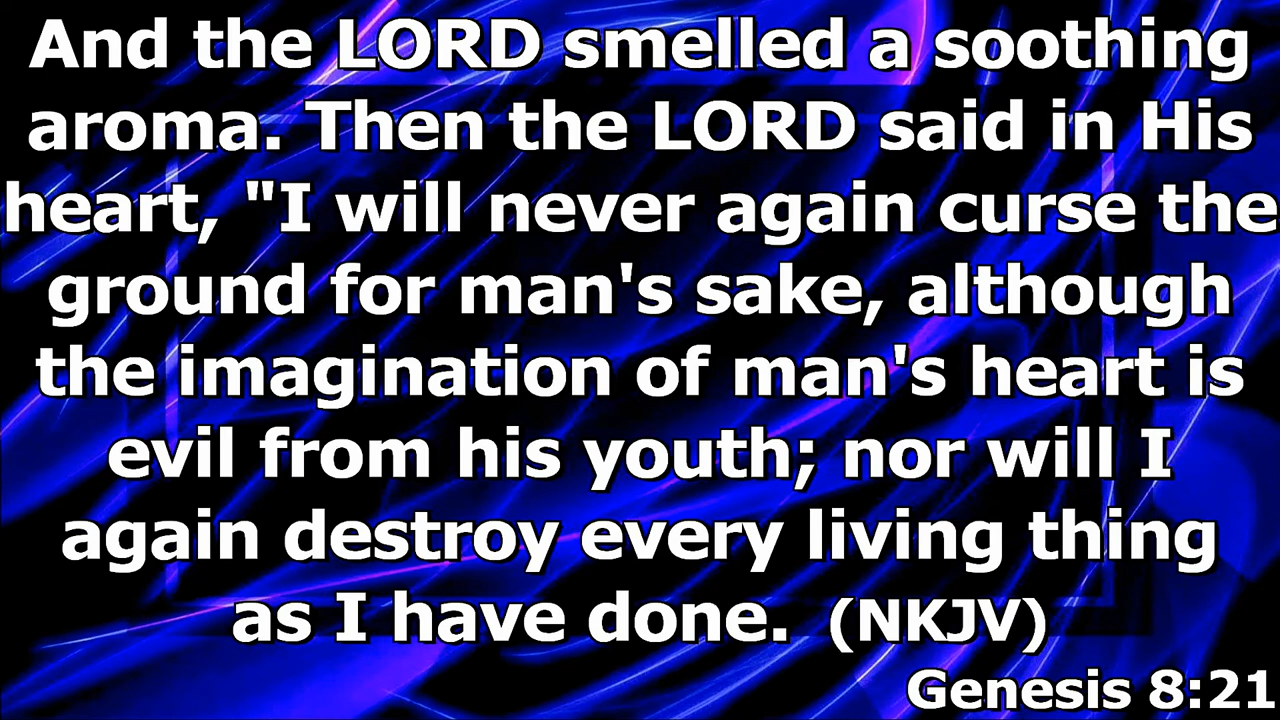 And the LORD smelled a soothing
aroma. Then the LORD said in His
heart, "I will never again curse the
ground for man's sake, although
the imagination of man's heart is
evil from his youth; nor will I
again destroy every living thing
as I have done. (NKJV)
Genesis 8:21